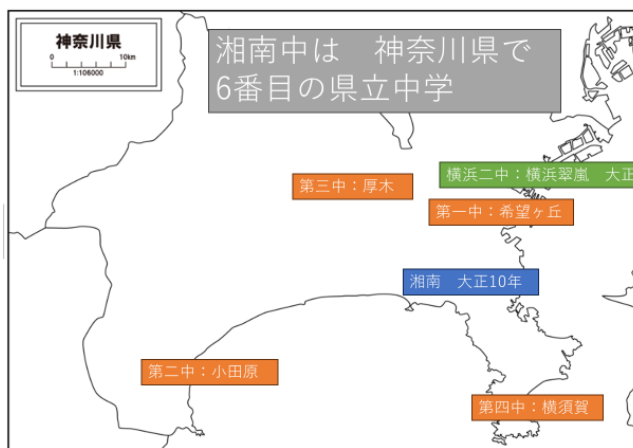 神奈川県
0 10km
1:106000
湘南中は 神奈川県で
6番目の県立中学
横浜二中:横浜翠嵐 大正
第三中:厚木
第一中:希望ヶ丘
湘南 大正10年
第二中:小田原
第四中:横須賀